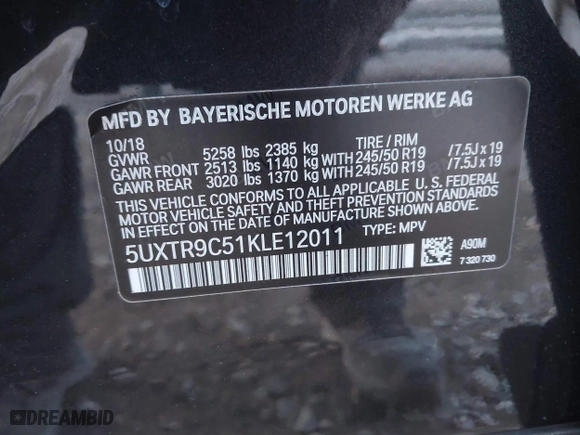 MFD BY BAYERISCHE MOTOREN WERKE AG
10/18 TIRE / RIM
GVWR 5258 lbs 2385 kg
GAWR FRONT 2513 lbs 1140 kg WITH 245/50 R19 /7.5J x 19
GAWR REAR 3020 lbs 1370 kg WITH 245/50 R19 /7.5J x 19
THIS VEHICLE CONFORMS TO ALL APPLICABLE U. S. FEDERAL
MOTOR VEHICLE SAFETY, BUMPER, AND THEFT PREVENTION
STANDARDS IN EFFECT ON THE DATE OF MANUFACTURE SHOWN ABOVE.
5UXTR9C51KLE12011 TYPE: MPV
A90M
7 320 730
DREAMBID